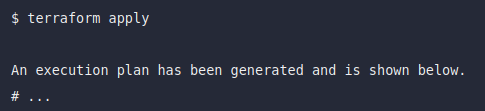 $ terraform apply
An execution plan has been generated and is shown below.
# ...